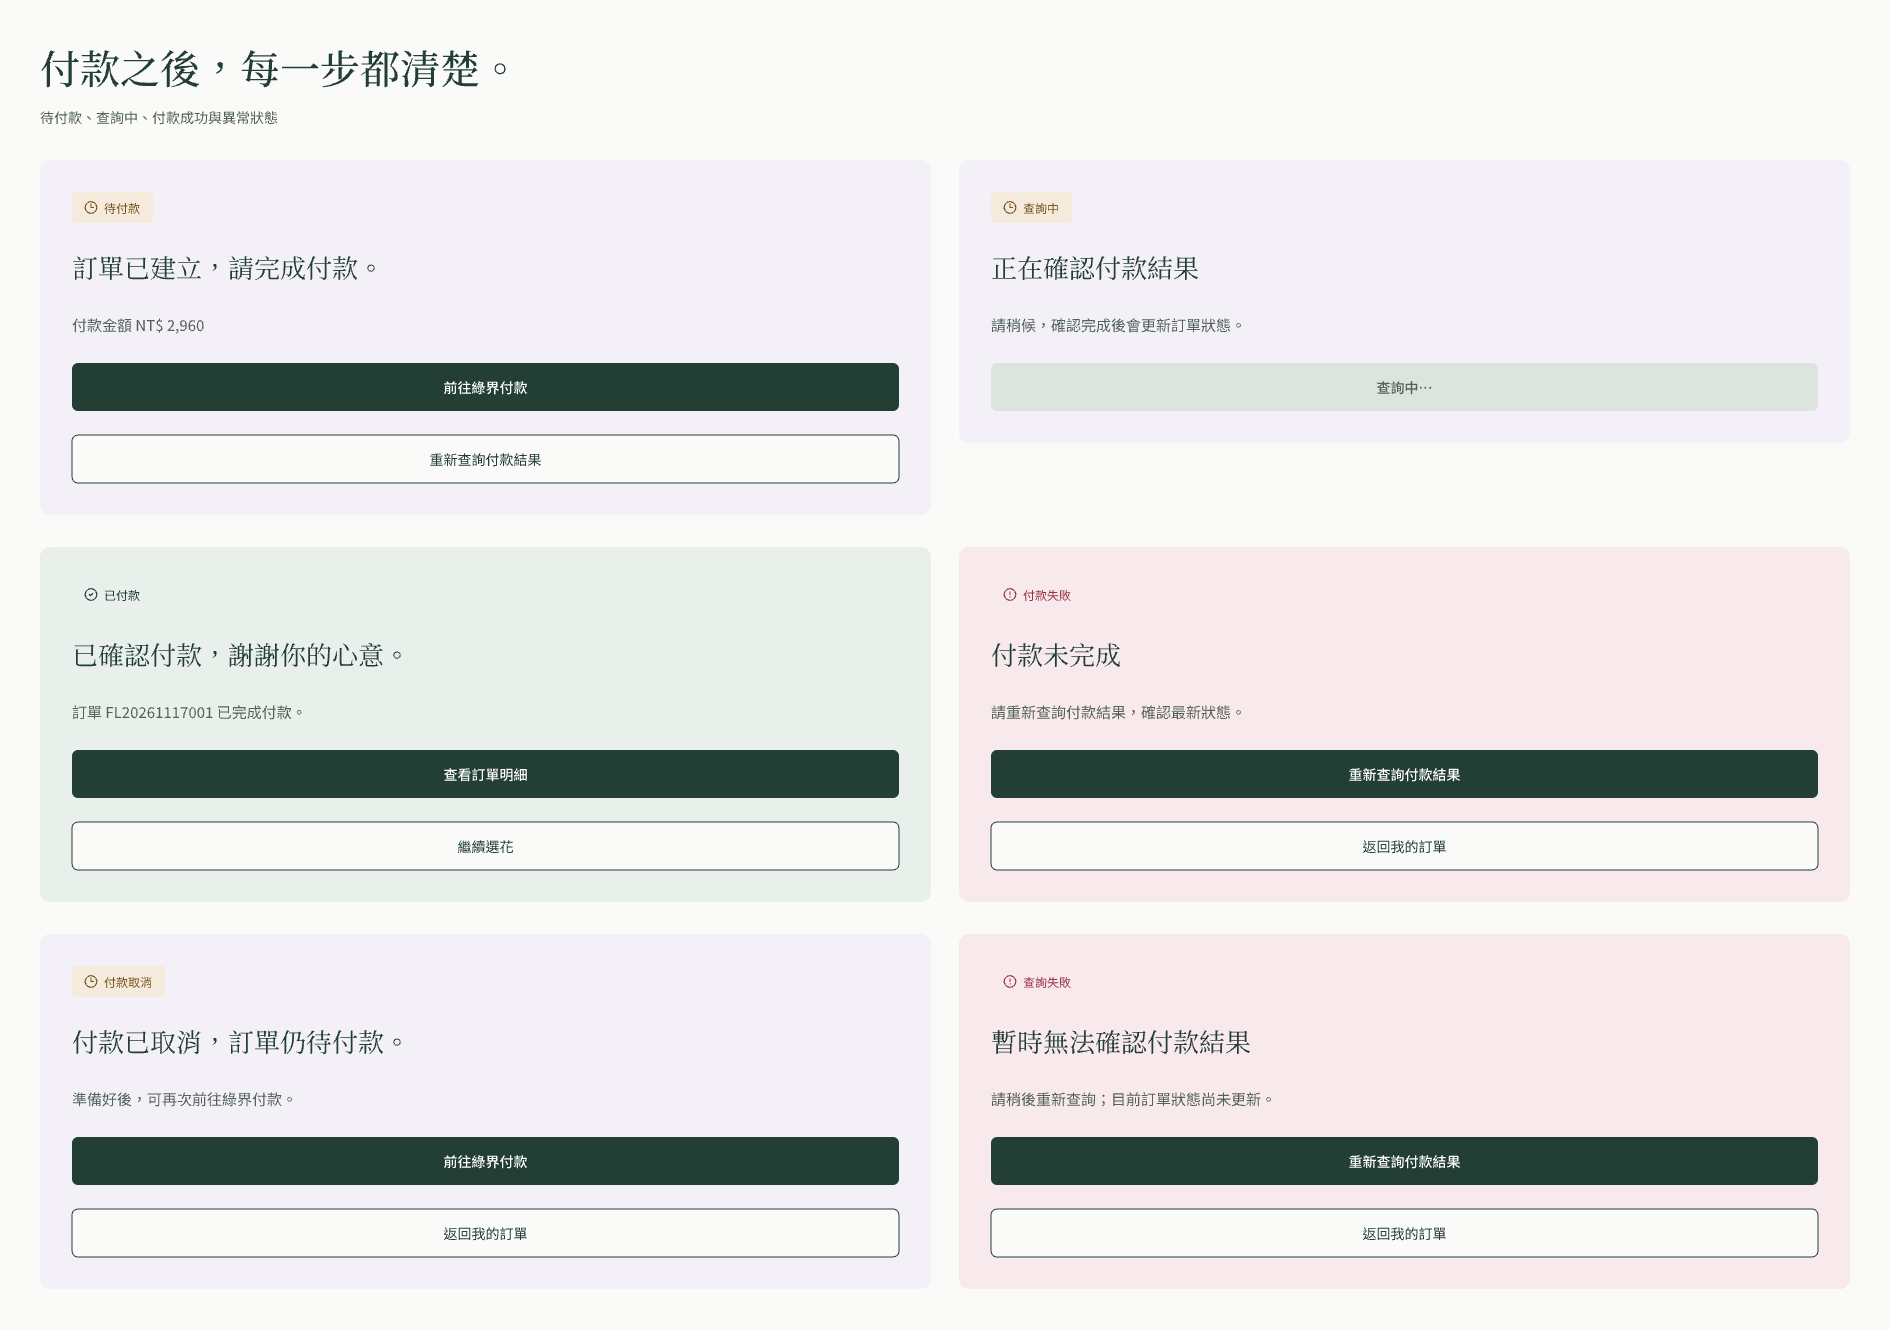 付款之後，每一步都清楚。
待付款、查詢中、付款成功與異常狀態
待付款
訂單已建立，請完成付款。
付款金額 NT$ 2,960
前往綠界付款
重新查詢付款結果
查詢中
正在確認付款結果
請稍候，確認完成後會更新訂單狀態。
查詢中…
已付款
已確認付款，謝謝你的心意。
訂單 FL20261117001 已完成付款。
查看訂單明細
繼續選花
付款失敗
付款未完成
請重新查詢付款結果，確認最新狀態。
重新查詢付款結果
返回我的訂單
付款取消
付款已取消，訂單仍待付款。
準備好後，可再次前往綠界付款。
前往綠界付款
返回我的訂單
查詢失敗
暫時無法確認付款結果
請稍後重新查詢；目前訂單狀態尚未更新。
重新查詢付款結果
返回我的訂單